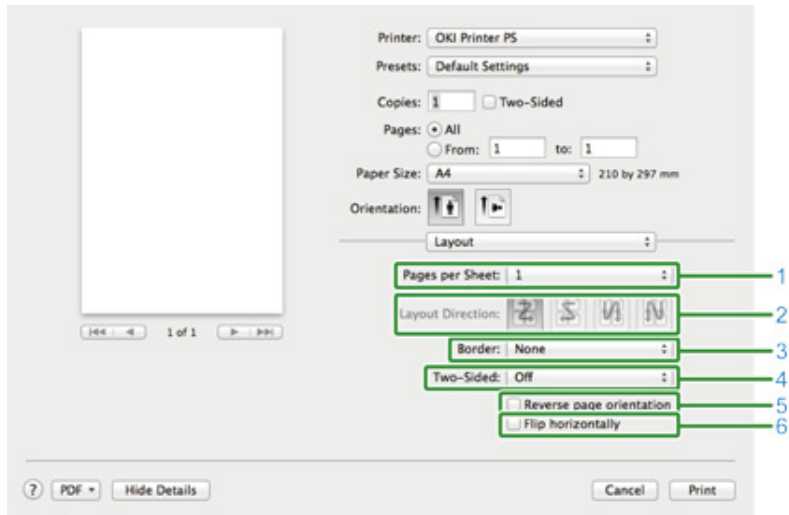 Printer: OKI Printer PS
Presets: Default Settings
Copies: 1 Two-Sided
Pages: All
From: 1 to: 1
Paper Size: A4 210 by 297 mm
Orientation:
Layout
Pages per Sheet: 1 1
Layout Direction: 2
1 of 1
Border: None 3
Two-Sided: Off 4
Reverse page orientation 5
Flip horizontally 6
? PDF Hide Details Cancel Print